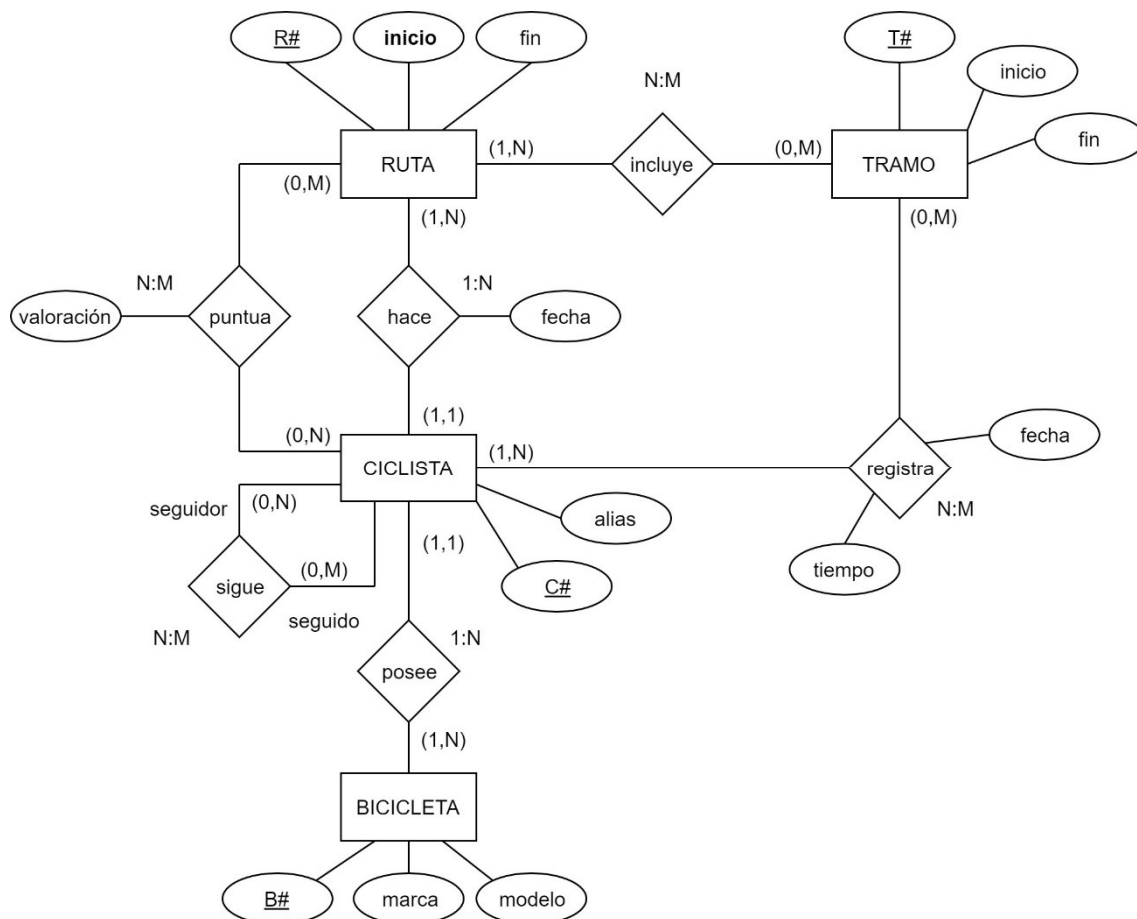 R#
inicio
fin
T#
inicio
fin
N:M
RUTA
(1,N)
incluye
(0,M)
TRAMO
(0,M)
(1,N)
(0,M)
N:M
1:N
valoración
puntua
hace
fecha
(0,N)
(1,1)
CICLISTA
(1,N)
registra
fecha
N:M
seguidor
(0,N)
(1,1)
alias
tiempo
sigue
(0,M)
C#
seguido
N:M
1:N
posee
(1,N)
BICICLETA
B#
marca
modelo